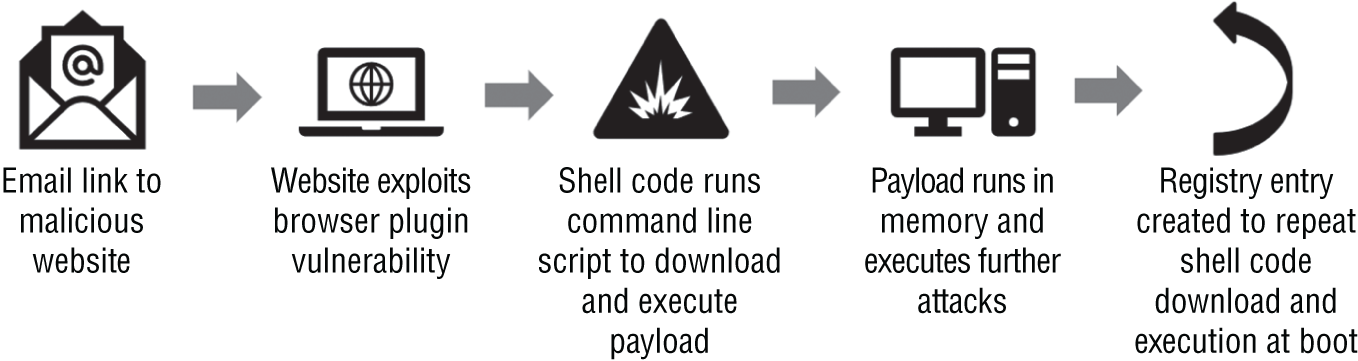 @
Email link to
malicious
website
Website exploits
browser plugin
vulnerability
Shell code runs
command line
script to download
and execute
payload
Payload runs in
memory and
executes further
attacks
Registry entry
created to repeat
shell code
download and
execution at boot